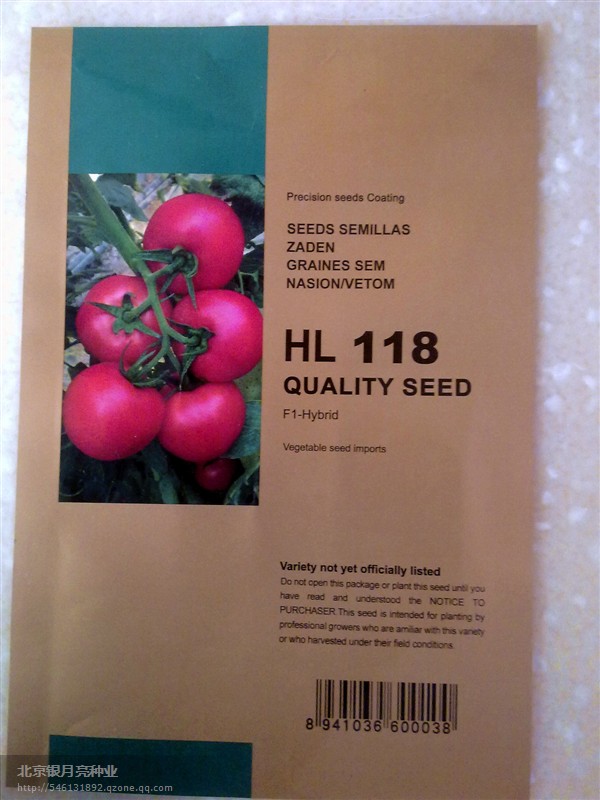 Precision seeds Coating
SEEDS SEMILLAS
ZADEN
GRAINES SEM
NASION/VETOM
HL 118
QUALITY SEED
F1-Hybrid
Vegetable seed imports
Variety not yet officially listed
Do not open this package or plant this seed until you
have read and understood the NOTICE TO
PURCHASER.This seed is intended for planting by
professional growers who are amiliar with this variety
or who harvested under their field conditions.
8 941036 600038
北京银月亮种业
http://546131892.qzone.qq.com